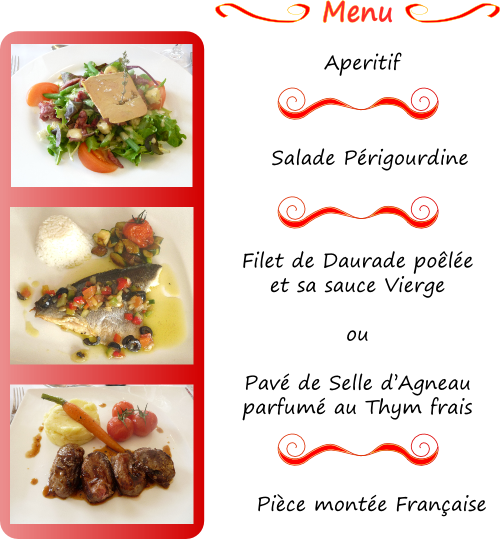 Menu
Aperitif
Salade Périgourdine
Filet de Daurade poêlée
et sa sauce Vierge
ou
Pavé de Selle d'Agneau
parfumé au Thym frais
Pièce montée Française